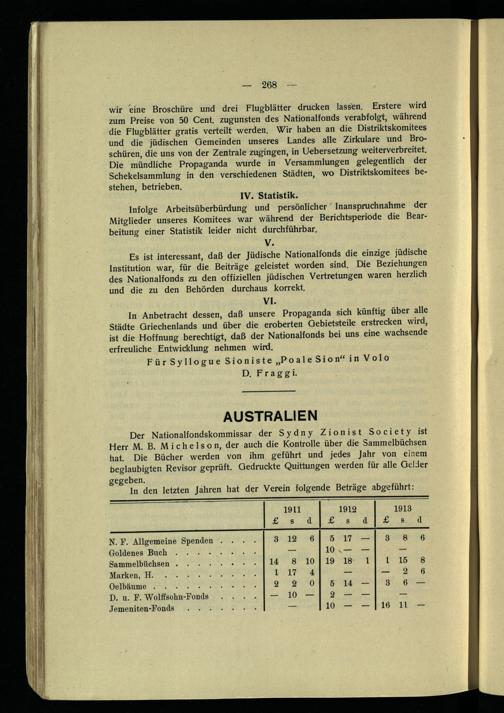 — 268 —
wir eine Broschüre und drei Flugblätter drucken lassen. Erstere wird
zum Preise von 50 Cent. zugunsten des Nationalfonds verabfolgt, während
die Flugblätter gratis verteilt werden. Wir haben an die Distriktskomitees
und die jüdischen Gemeinden unseres Landes alle Zirkulare und Bro-
schüren, die uns von der Zentrale zugingen, in Uebersetzung weiterverbreitet.
Die mündliche Propaganda wurde in Versammlungen gelegentlich der
Schekelsammlung in den verschiedenen Städten, wo Distriktskomitees be-
stehen, betrieben.
IV. Statistik.
Infolge Arbeitsüberbürdung und persönlicher Inanspruchnahme der
Mitglieder unseres Komitees war während der Berichtsperiode die Bear-
beitung einer Statistik leider nicht durchführbar.
V.
Es ist interessant, daß der Jüdische Nationalfonds die einzige jüdische
Institution war, für die Beiträge geleistet worden sind. Die Beziehungen
des Nationalfonds zu den offiziellen jüdischen Vertretungen waren herzlich
und die zu den Behörden durchaus korrekt.
VI.
In Anbetracht dessen, daß unsere Propaganda sich künftig über alle
Städte Griechenlands und über die eroberten Gebietsteile erstrecken wird,
ist die Hoffnung berechtigt, daß der Nationalfonds bei uns eine wachsende
erfreuliche Entwicklung nehmen wird.
Für Syllogue Sioniste „Poale Sion" in Volo
D. Fraggi.
AUSTRALIEN
Der Nationalfondskommissar der Sydny Zionist Society ist
Herr M. B. Michelson, der auch die Kontrolle über die Sammelbüchsen
hat. Die Bücher werden von ihm geführt und jedes Jahr von einem
beglaubigten Revisor geprüft. Gedruckte Quittungen werden für alle Gelder
gegeben.
In den letzten Jahren hat der Verein folgende Beträge abgeführt:
1911 1912 1913
£ s d £ s d £ s d
N. F. Allgemeine Spenden . . . . 3 12 6 5 17 — 3 8 6
Goldenes Buch . . . . . . . — 10 — — —
Sammelbüchsen . . . . . . . 14 8 10 19 18 1 1 15 8
Marken, H. . . . . . . . . 1 17 4 — — 2 6
Oelbäume . . . . . . . . . 2 2 0 5 14 — 3 6 —
D. u. F. Wolffsohn-Fonds . . . . — 10 — 2 — — —
Jemeniten-Fonds . . . . . . . — 10 — — 16 11 —